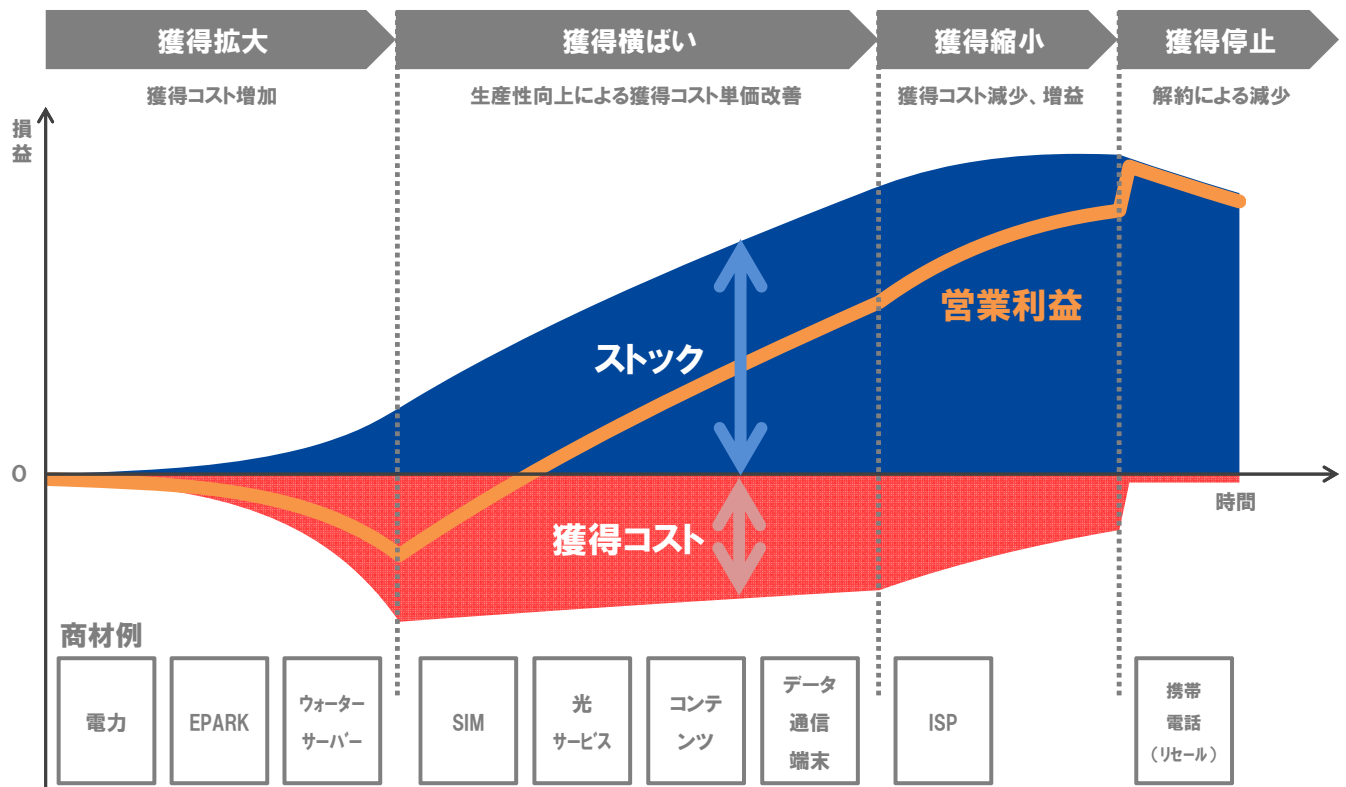 獲得拡大
獲得横ばい
獲得縮小
獲得停止
獲得コスト増加
生産性向上による獲得コスト単価改善
獲得コスト減少、増益
解約による減少
損
益
営業利益
ストック
0
時間
獲得コスト
商材例
電力
EPARK
ウォーター
サーバー
SIM
光
サービス
コンテ
ンツ
データ
通信
端末
ISP
携帯
電話
（リセール）